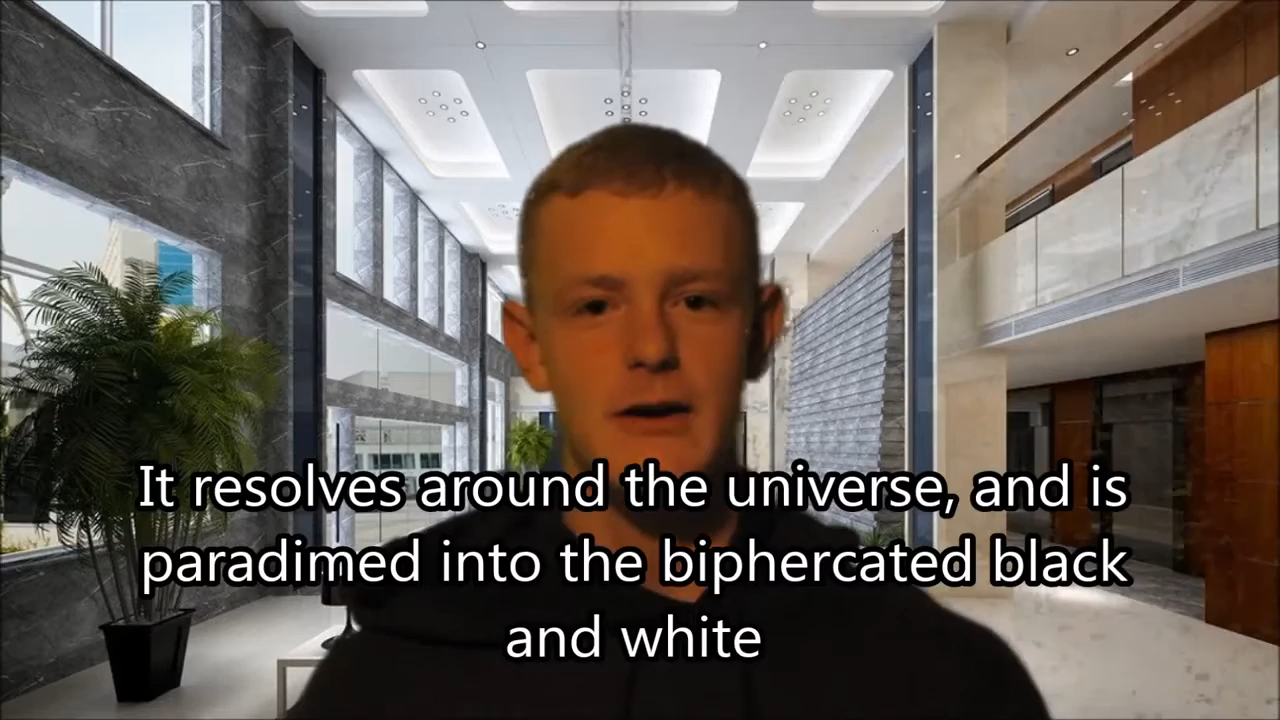 It resolves around the universe, and is
paradimed into the biphercated black
and white